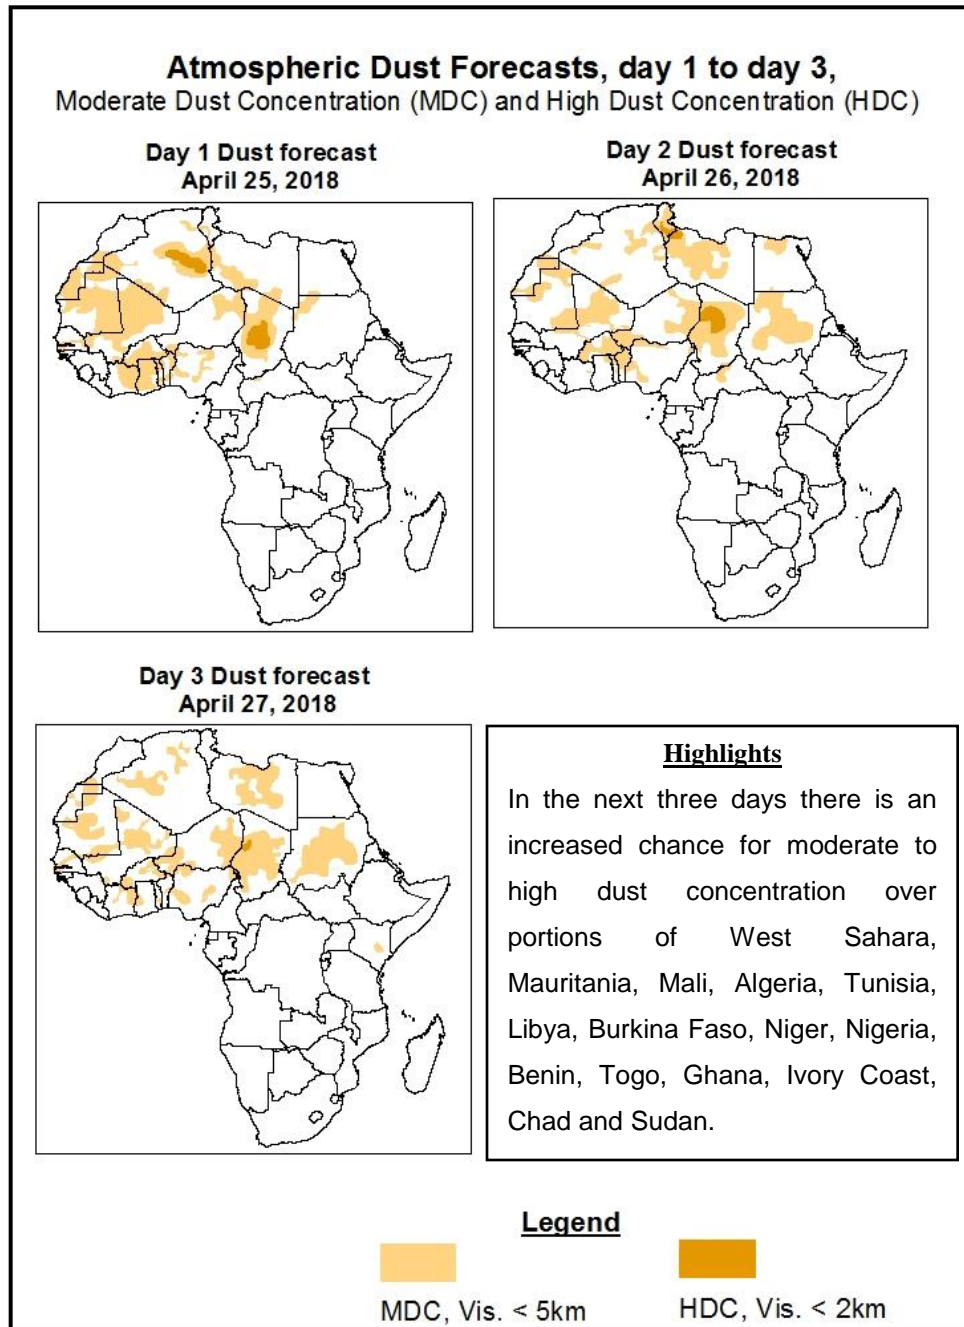 Atmospheric Dust Forecasts, day 1 to day 3,
Moderate Dust Concentration (MDC) and High Dust Concentration (HDC)
Day 1 Dust forecast
April 25, 2018
Day 2 Dust forecast
April 26, 2018
Day 3 Dust forecast
April 27, 2018
Highlights
In the next three days there is an
increased chance for moderate to
high dust concentration over
portions of West Sahara,
Mauritania, Mali, Algeria, Tunisia,
Libya, Burkina Faso, Niger, Nigeria,
Benin, Togo, Ghana, Ivory Coast,
Chad and Sudan.
Legend
MDC, Vis. < 5km
HDC, Vis. < 2km